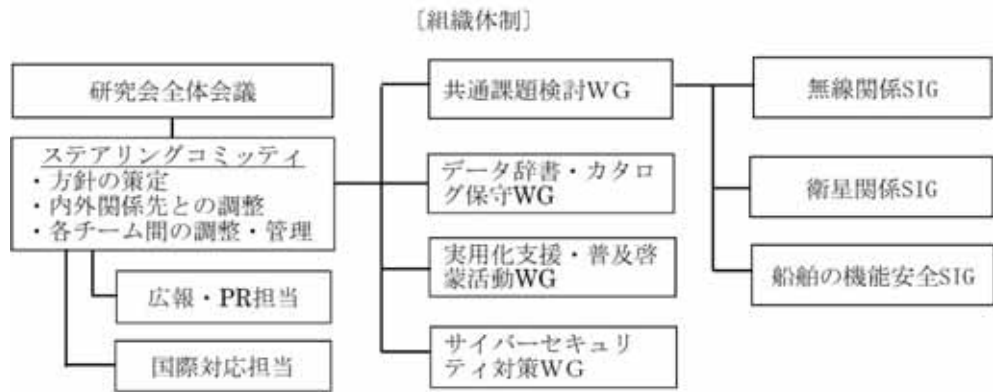 ［組織体制］
研究会全体会議
ステアリングコミッティ
・方針の策定
・内外関係先との調整
・各チーム間の調整・管理
広報・PR担当
国際対応担当
共通課題検討WG
データ辞書・カタロ
グ保守WG
実用化支援・普及啓
蒙活動WG
サイバーセキュリ
ティ対策WG
無線関係SIG
衛星関係SIG
船舶の機能安全SIG